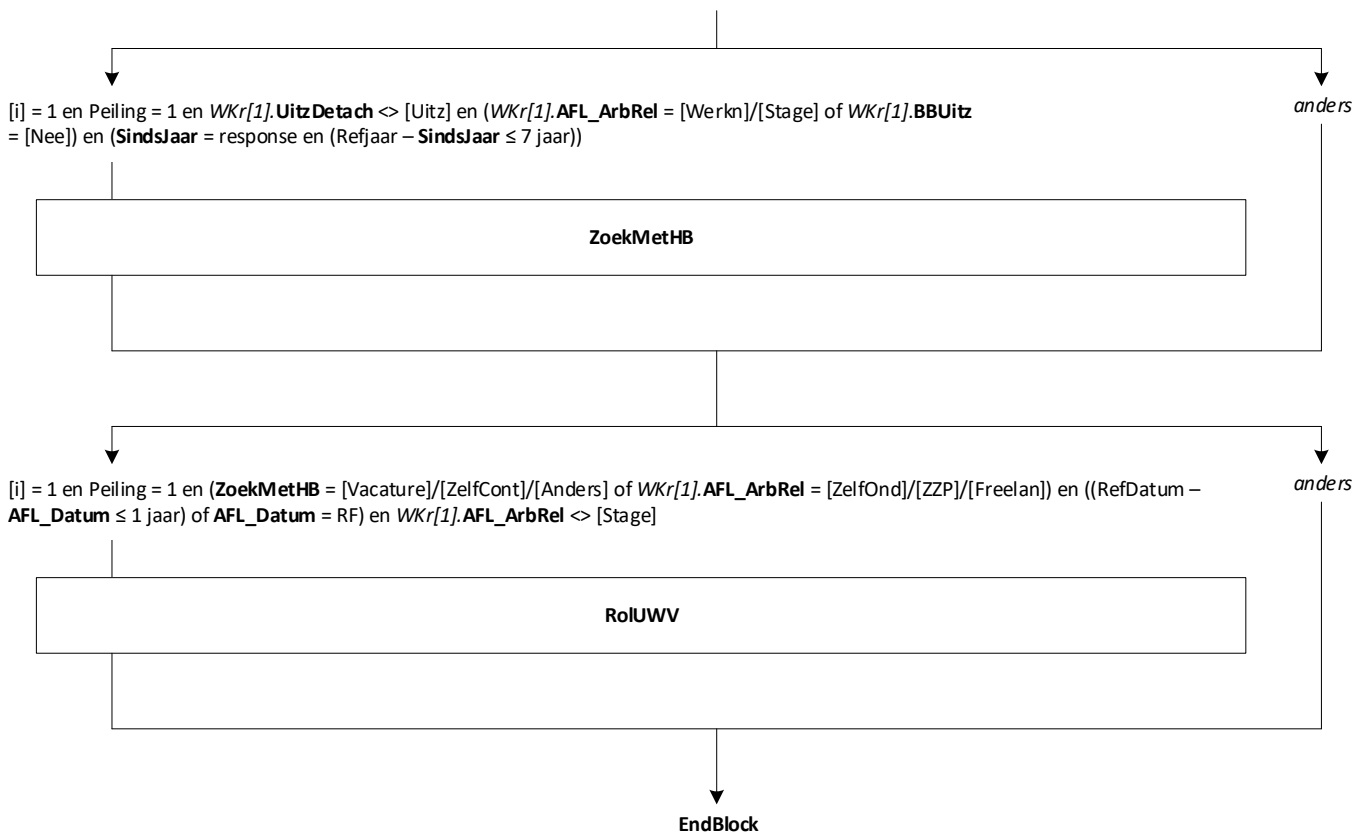 [i] = 1 en Peiling = 1 en WKr[1].UitzDetach <> [Uitz] en (WKr[1].AFL_ArbRel = [Werkn]/[Stage] of WKr[1].BBUitz
= [Nee]) en (SindsJaar = response en (Refjaar – SindsJaar ≤ 7 jaar))
anders
ZoekMetHB
[i] = 1 en Peiling = 1 en (ZoekMetHB = [Vacature]/[ZelfCont]/[Anders] of WKr[1].AFL_ArbRel = [ZelfOnd]/[ZZP]/[Freelan]) en ((RefDatum –
AFL_Datum ≤ 1 jaar) of AFL_Datum = RF) en WKr[1].AFL_ArbRel <> [Stage]
anders
RolUWV
EndBlock